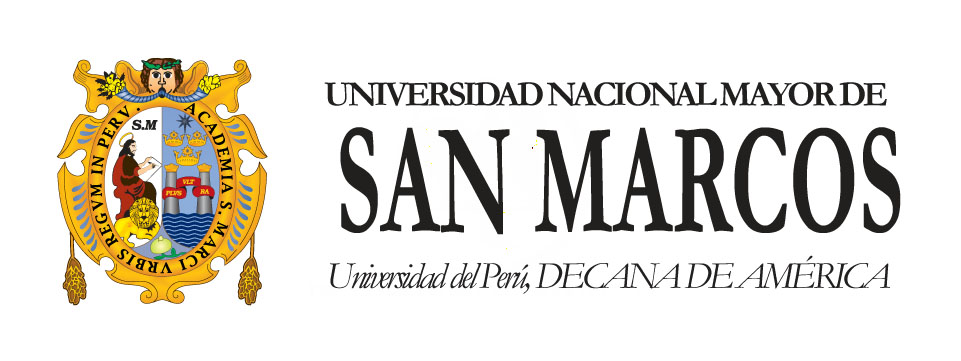 ACADEMIA S. MARCI VRBIS REGVM IN PERV.
S.M
PLVS VLT RA
UNIVERSIDAD NACIONAL MAYOR DE
SAN MARCOS
Universidad del Perú, DECANA DE AMÉRICA